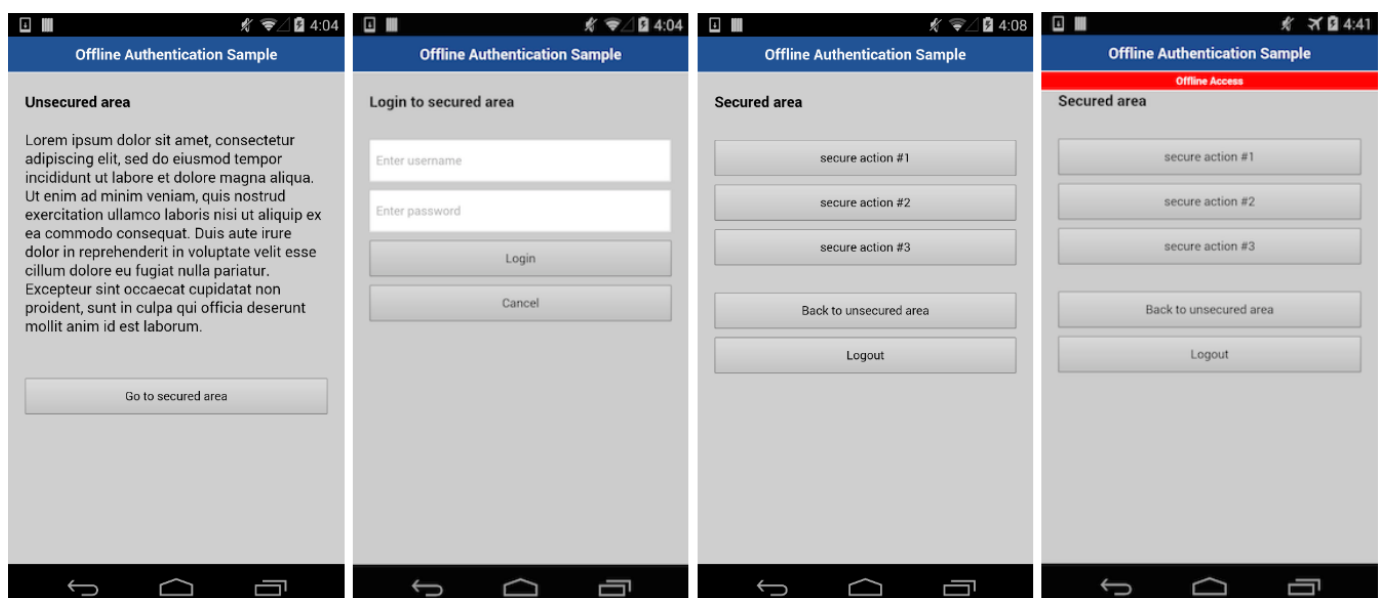 4:04
Offline Authentication Sample
Unsecured area
Lorem ipsum dolor sit amet, consectetur
adipiscing elit, sed do eiusmod tempor
incididunt ut labore et dolore magna aliqua.
Ut enim ad minim veniam, quis nostrud
exercitation ullamco laboris nisi ut aliquip ex
ea commodo consequat. Duis aute irure
dolor in reprehenderit in voluptate velit esse
cillum dolore eu fugiat nulla pariatur.
Excepteur sint occaecat cupidatat non
proident, sunt in culpa qui officia deserunt
mollit anim id est laborum.
Go to secured area
4:04
Offline Authentication Sample
Login to secured area
Enter username
Enter password
Login
Cancel
4:08
Offline Authentication Sample
Secured area
secure action #1
secure action #2
secure action #3
Back to unsecured area
Logout
4:41
Offline Authentication Sample
Offline Access
Secured area
secure action #1
secure action #2
secure action #3
Back to unsecured area
Logout